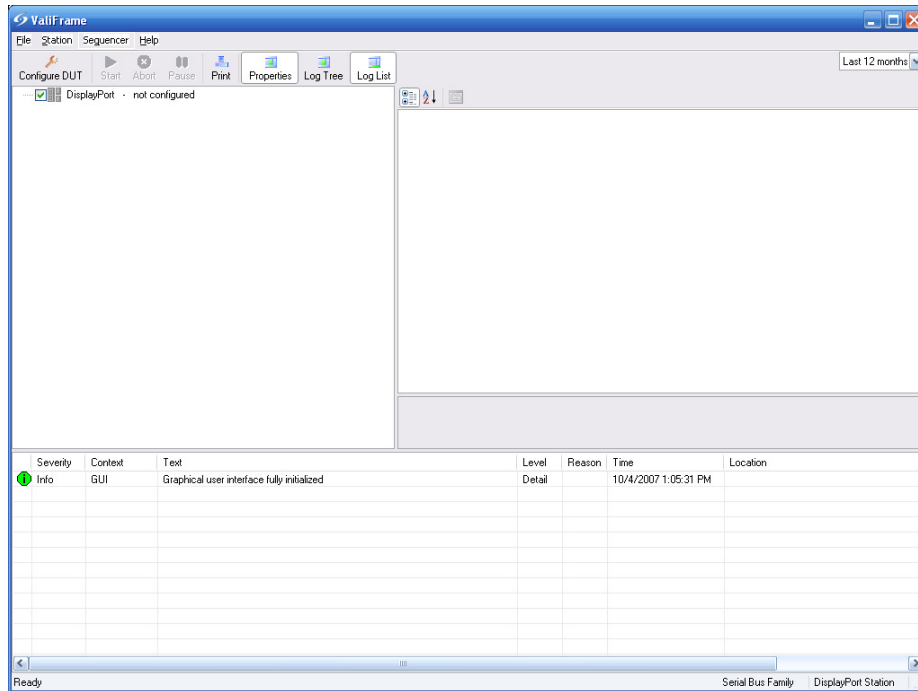 ValiFrame
File Station Sequencer Help
Configure DUT Start Abort Pause Print Properties Log Tree Log List Last 12 months
DisplayPort - not configured
Severity Context Text Level Reason Time Location
Info GUI Graphical user interface fully initialized Detail 10/4/2007 1:05:31 PM
Ready Serial Bus Family DisplayPort Station